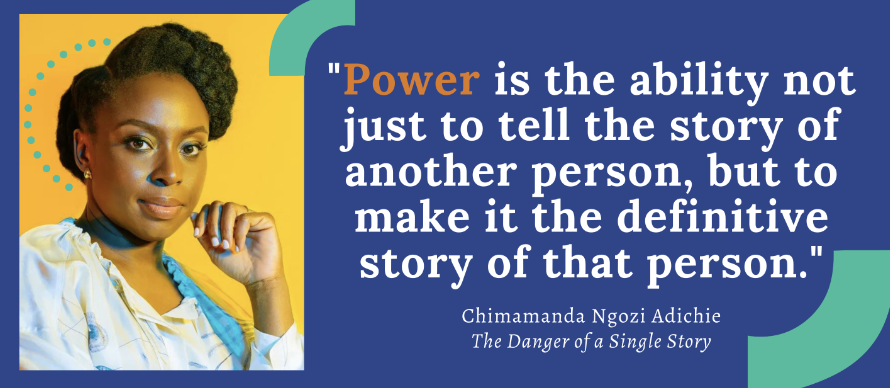 "Power is the ability not
just to tell the story of
another person, but to
make it the definitive
story of that person."
Chimamanda Ngozi Adichie
The Danger of a Single Story